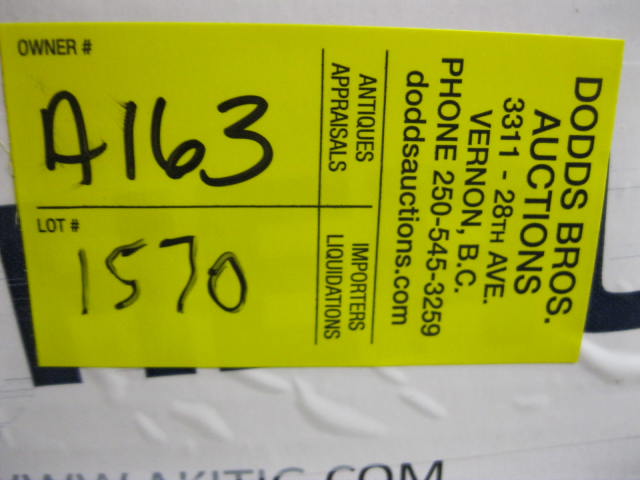 OWNER #
A163
LOT #
1570
ANTIQUES
APPRAISALS
IMPORTERS
LIQUIDATIONS
DODDS BROS.
AUCTIONS
3311 - 28TH AVE.
VERNON, B.C.
PHONE 250-545-3259
doddsauctions.com
.COM